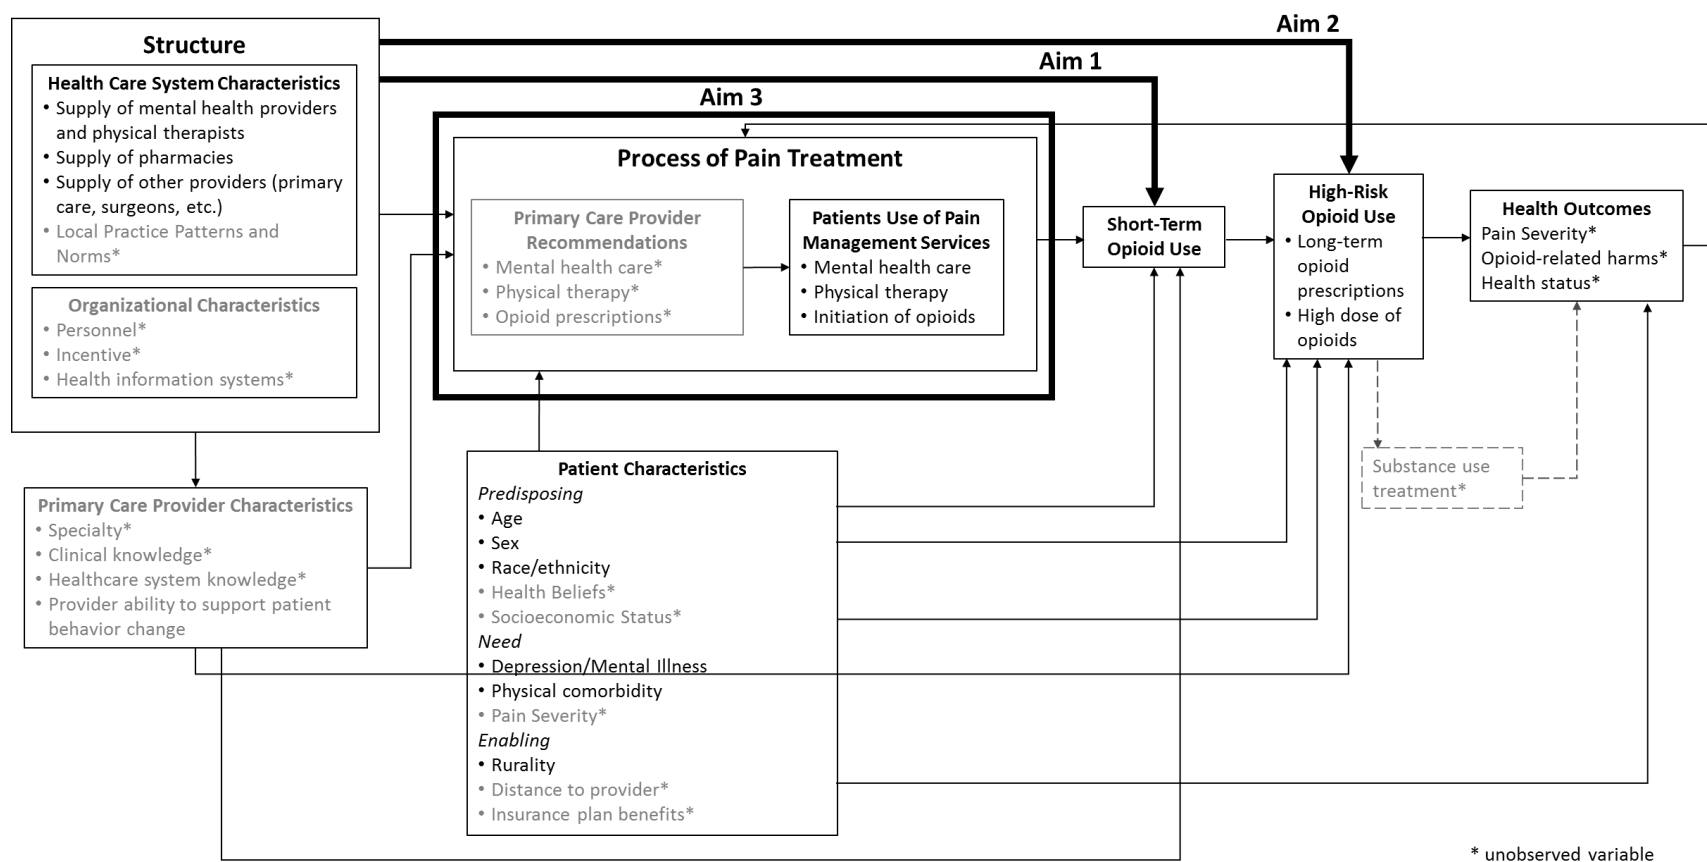 Aim 2
Aim 1
Aim 3
Structure
Health Care System Characteristics
• Supply of mental health providers
and physical therapists
• Supply of pharmacies
• Supply of other providers (primary
care, surgeons, etc.)
• Local Practice Patterns and
Norms*
Organizational Characteristics
• Personnel*
• Incentive*
• Health information systems*
Primary Care Provider Characteristics
• Specialty*
• Clinical knowledge*
• Healthcare system knowledge*
• Provider ability to support patient
behavior change
Process of Pain Treatment
Primary Care Provider
Recommendations
• Mental health care*
• Physical therapy*
• Opioid prescriptions*
Patients Use of Pain
Management Services
• Mental health care
• Physical therapy
• Initiation of opioids
Patient Characteristics
Predisposing
• Age
• Sex
• Race/ethnicity
• Health Beliefs*
• Socioeconomic Status*
Need
• Depression/Mental Illness
• Physical comorbidity
• Pain Severity*
Enabling
• Rurality
• Distance to provider*
• Insurance plan benefits*
Short-Term
Opioid Use
High-Risk
Opioid Use
• Long-term
opioid
prescriptions
• High dose of
opioids
Health Outcomes
Pain Severity*
Opioid-related harms*
Health status*
Substance use
treatment*
* unobserved variable